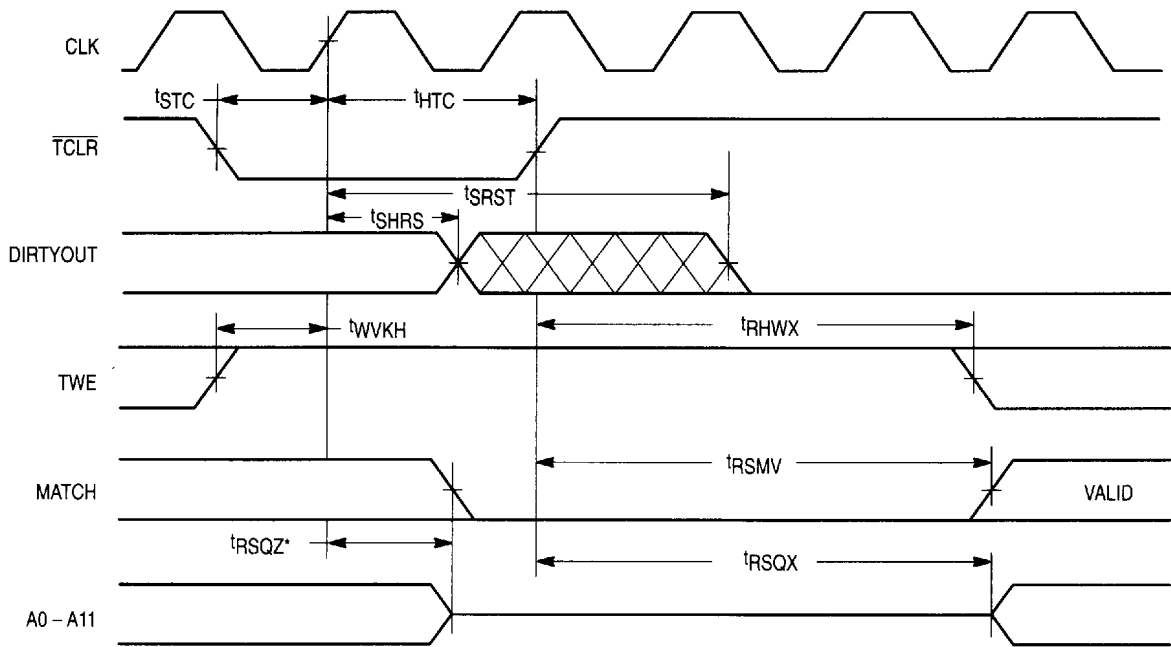 CLK
tSTC
tHTC
TCLR
tSRST
tSHRS
DIRTYOUT
tWVKH
tRHWX
TWE
tRSMV
MATCH
VALID
tRSQZ*
tRSQX
A0 – A11